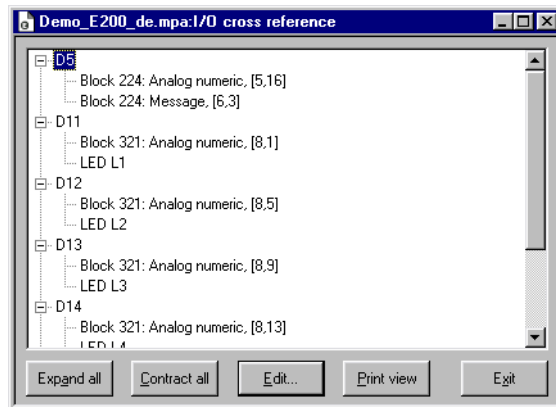 Demo_E200_de.mpa:I/O cross reference
D5
Block 224: Analog numeric, [5,16]
Block 224: Message, [6,3]
D11
Block 321: Analog numeric, [8,1]
LED L1
D12
Block 321: Analog numeric, [8,5]
LED L2
D13
Block 321: Analog numeric, [8,9]
LED L3
D14
Block 321: Analog numeric, [8,13]
LED L4
Expand all Contract all Edit... Print view Exit